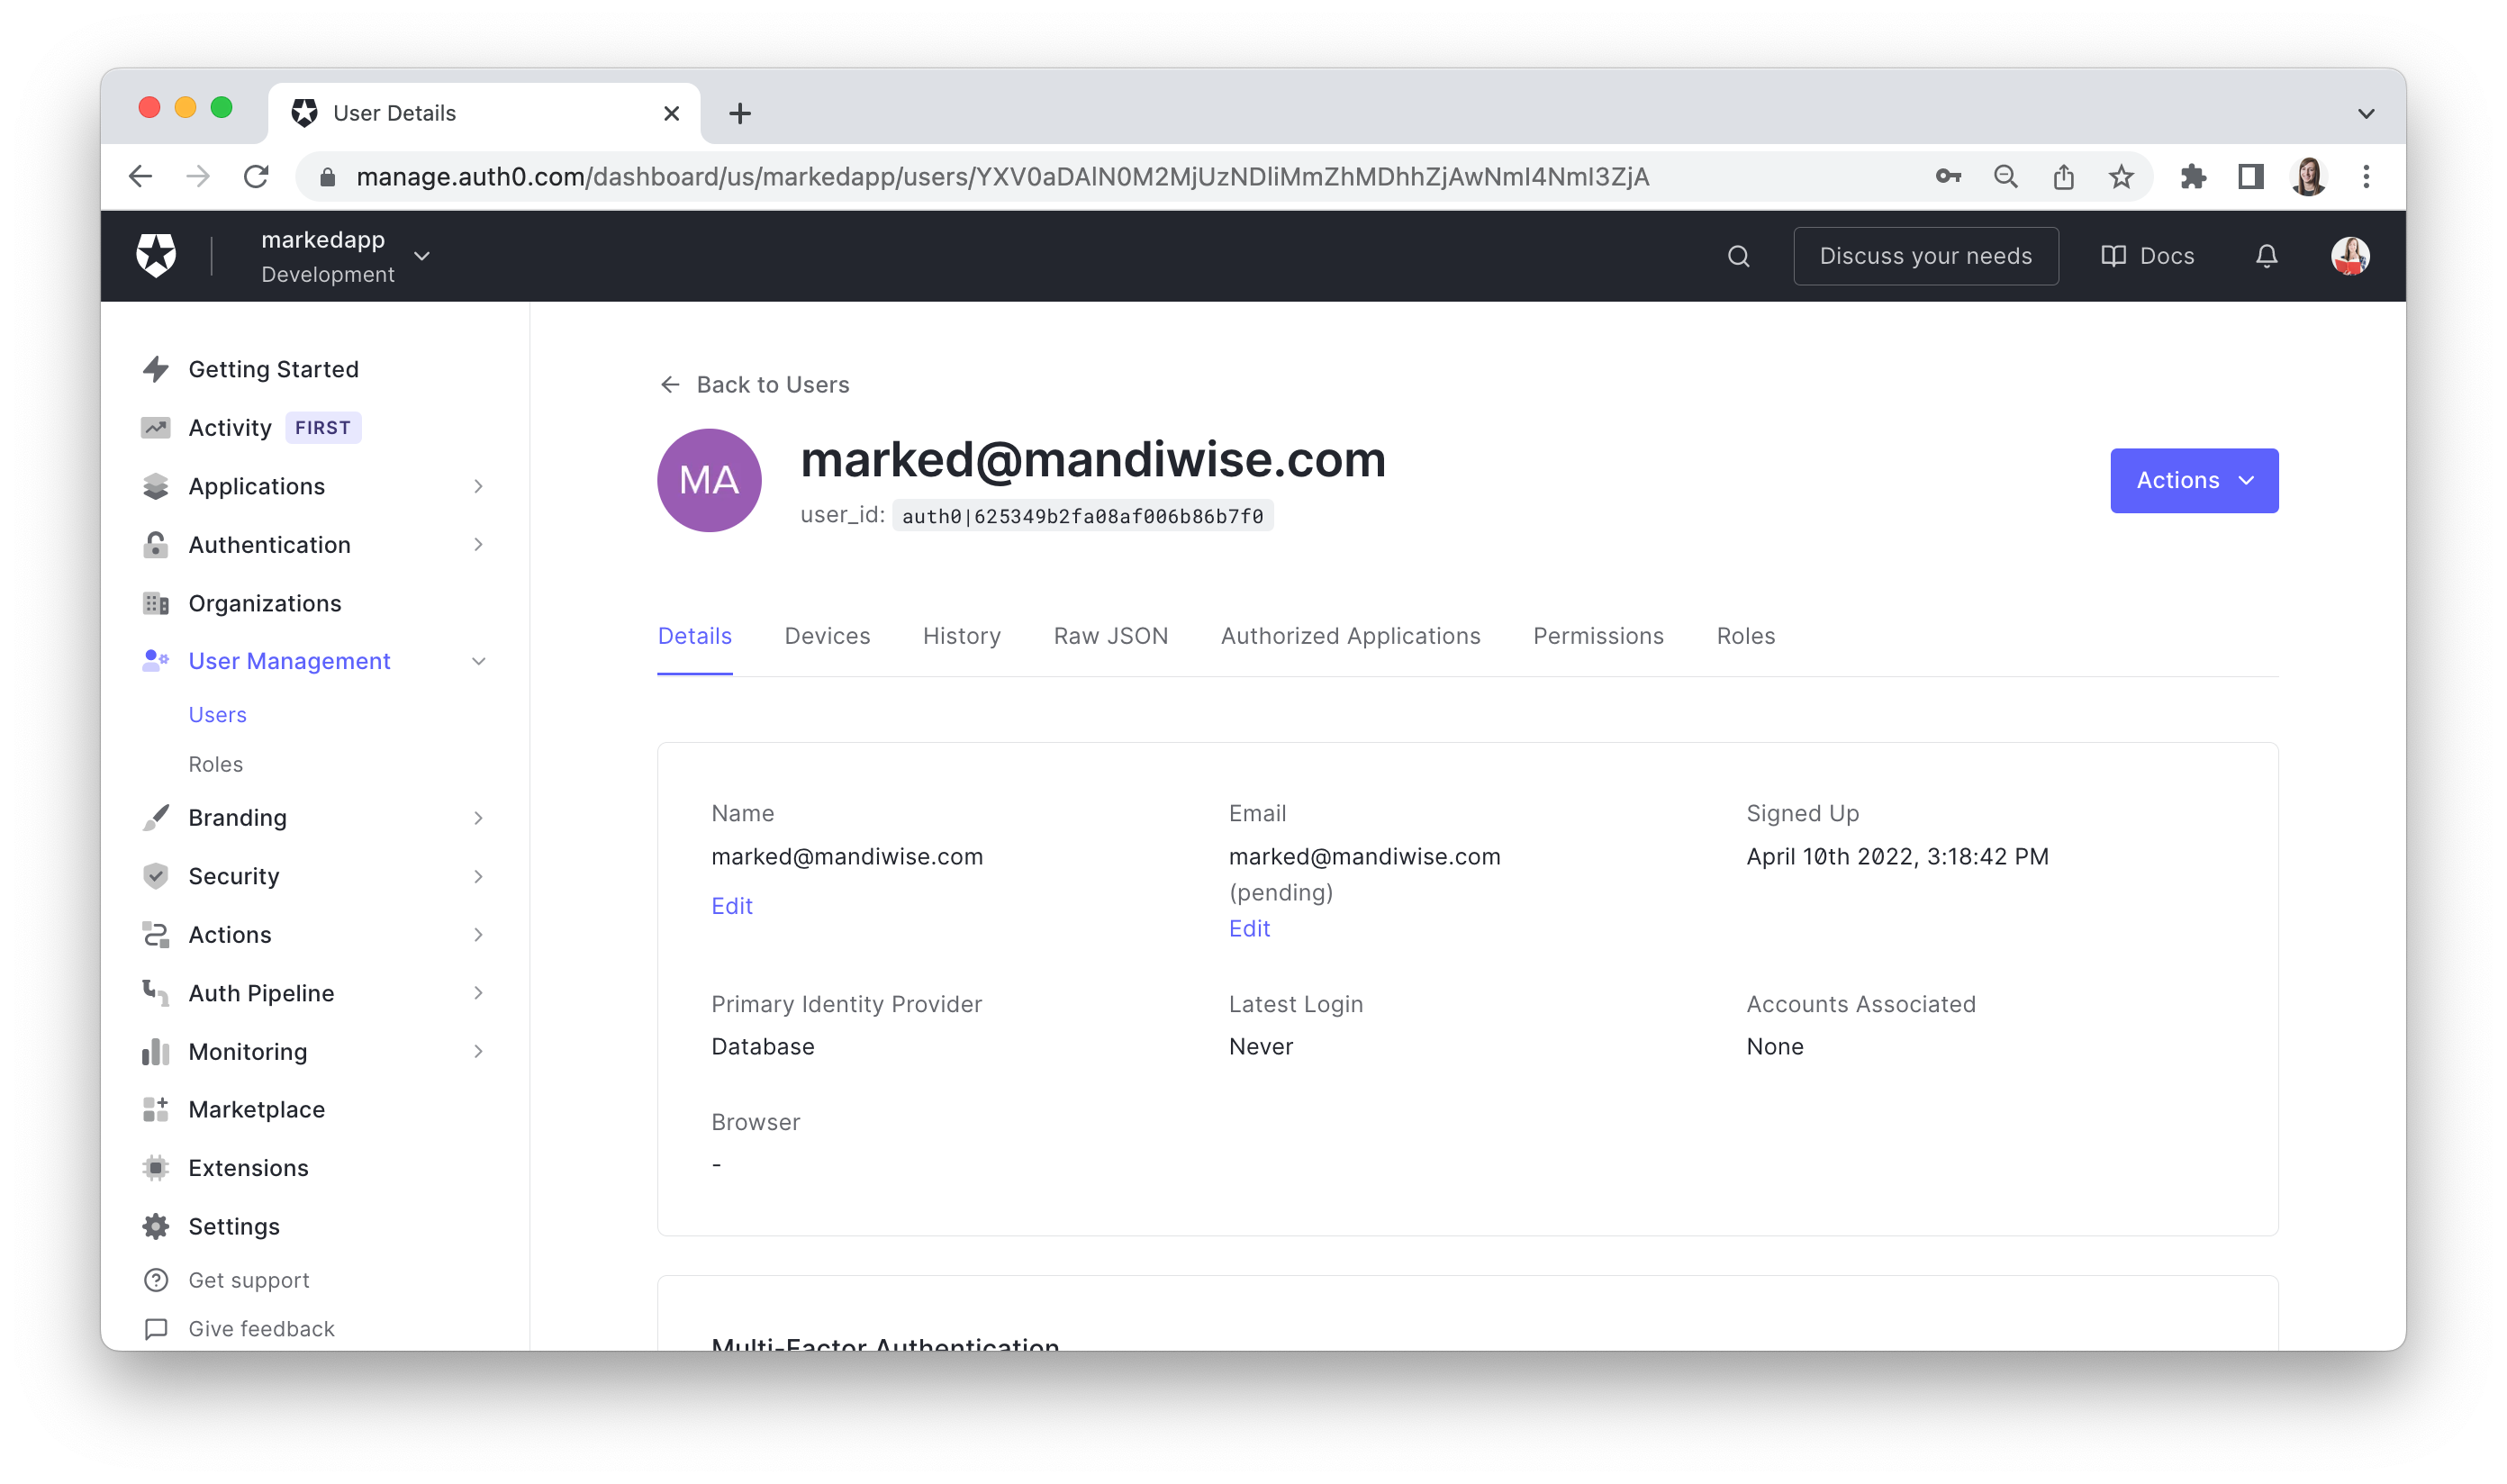 User Details
manage.auth0.com/dashboard/us/markedapp/users/YXV0aDAlN0M2MjUzNDliMmZhMDhhZjAwNmI4NmI3ZjA
markedapp
Development
Discuss your needs
Docs
Getting Started
Activity FIRST
Applications
Authentication
Organizations
User Management
Users
Roles
Branding
Security
Actions
Auth Pipeline
Monitoring
Marketplace
Extensions
Settings
Get support
Give feedback
Back to Users
MA
marked@mandiwise.com
user_id: auth0|625349b2fa08af006b86b7f0
Actions
Details Devices History Raw JSON Authorized Applications Permissions Roles
Name
marked@mandiwise.com
Edit
Email
marked@mandiwise.com
(pending)
Edit
Signed Up
April 10th 2022, 3:18:42 PM
Primary Identity Provider
Database
Latest Login
Never
Accounts Associated
None
Browser
-
Multi-Factor Authentication